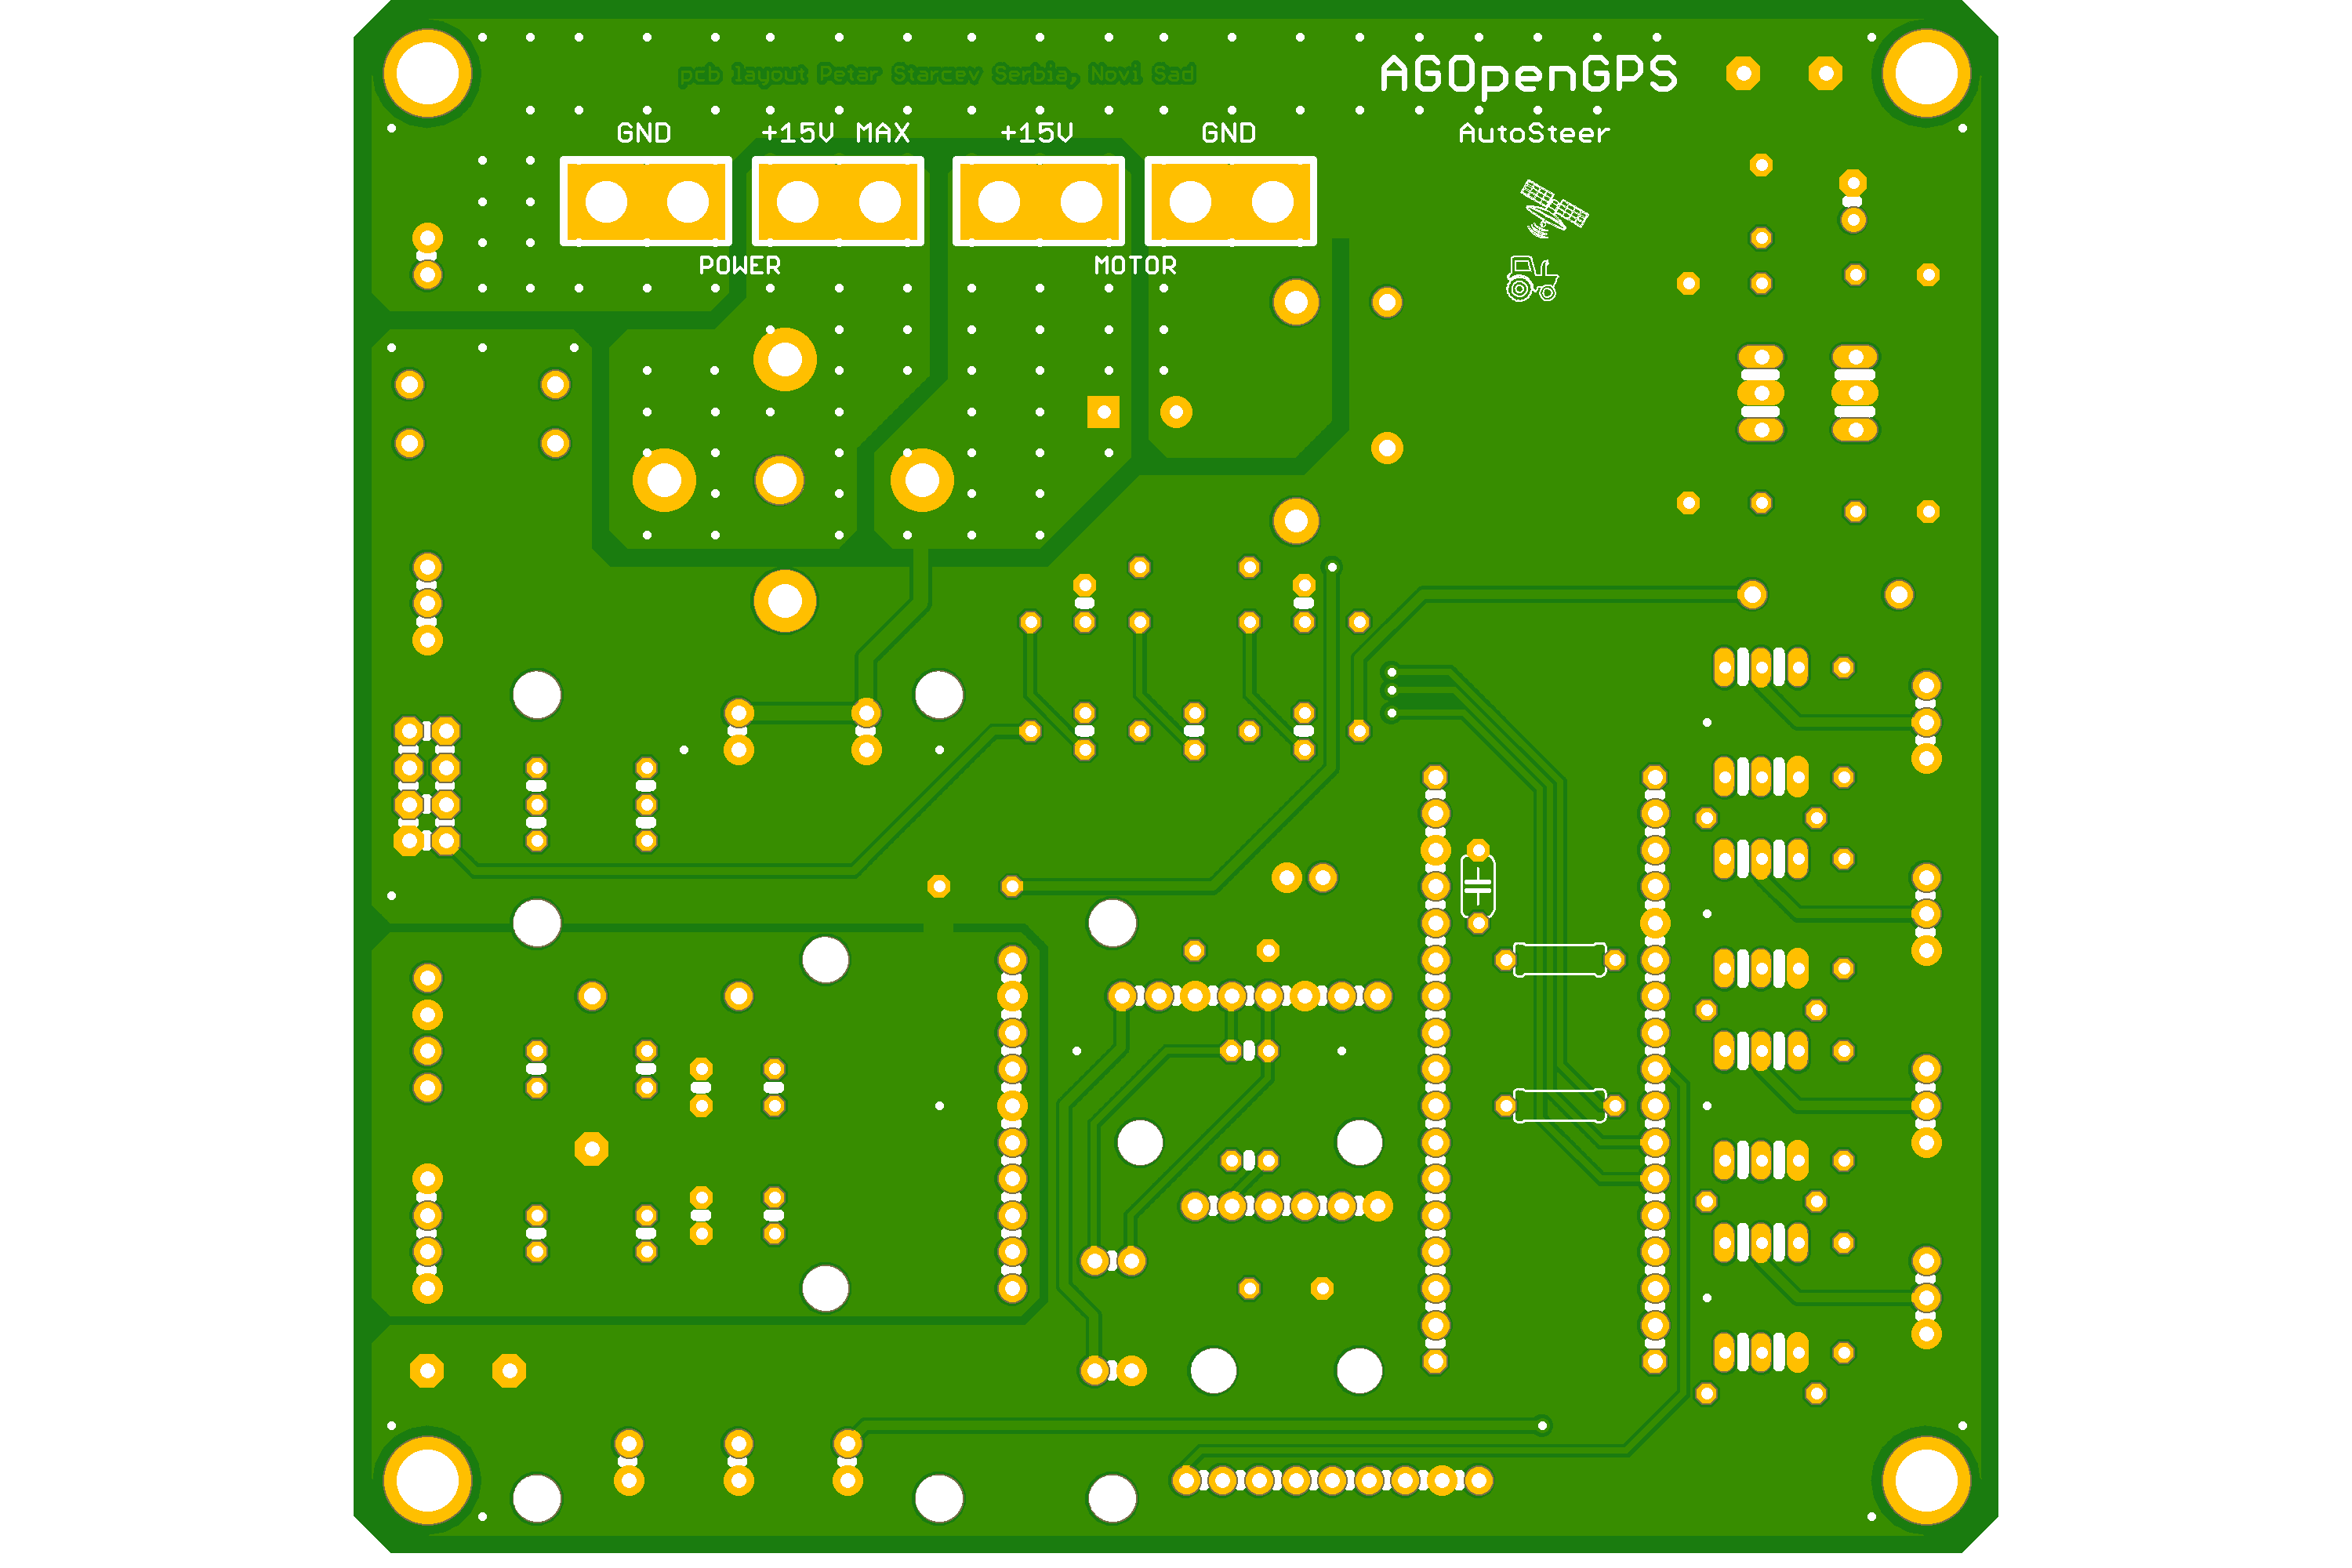 pcb layout Petar Starcev Serbia, Novi Sad
AGOpenGPS
GND +15V MAX +15V GND
AutoSteer
POWER MOTOR